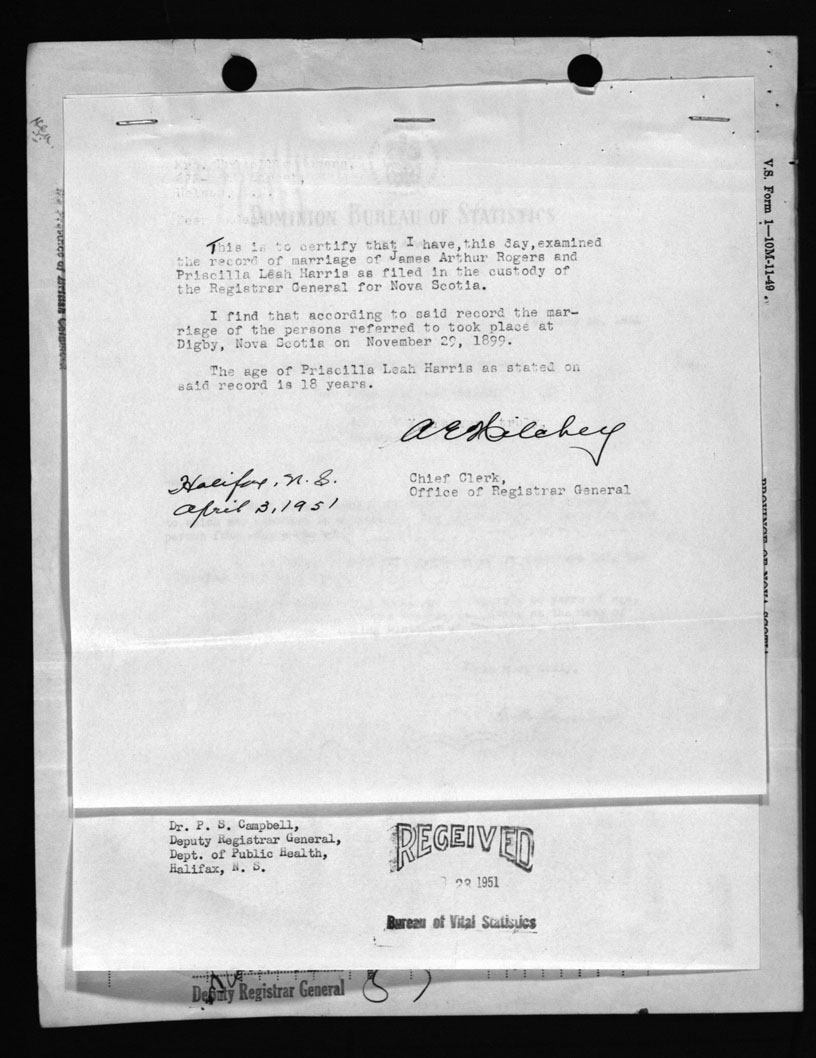 DOMINION BUREAU OF STATISTICS
This is to certify that I have, this day, examined
the record of marriage of James Arthur Rogers and
Priscilla Leah Harris as filed in the custody of
the Registrar General for Nova Scotia.
I find that according to said record the mar-
riage of the persons referred to took place at
Digby, Nova Scotia on November 29, 1899.
The age of Priscilla Leah Harris as stated on
said record is 18 years.
A E Hilchey
Halifax, N. S.
April 3, 1951
Chief Clerk,
Office of Registrar General
Dr. P. S. Campbell,
Deputy Registrar General,
Dept. of Public Health,
Halifax, N. S.
RECEIVED
1951
Bureau of Vital Statistics
Deputy Registrar General
V.S. Form 1—10M-11-49
PROVINCE OF NOVA SCOTIA